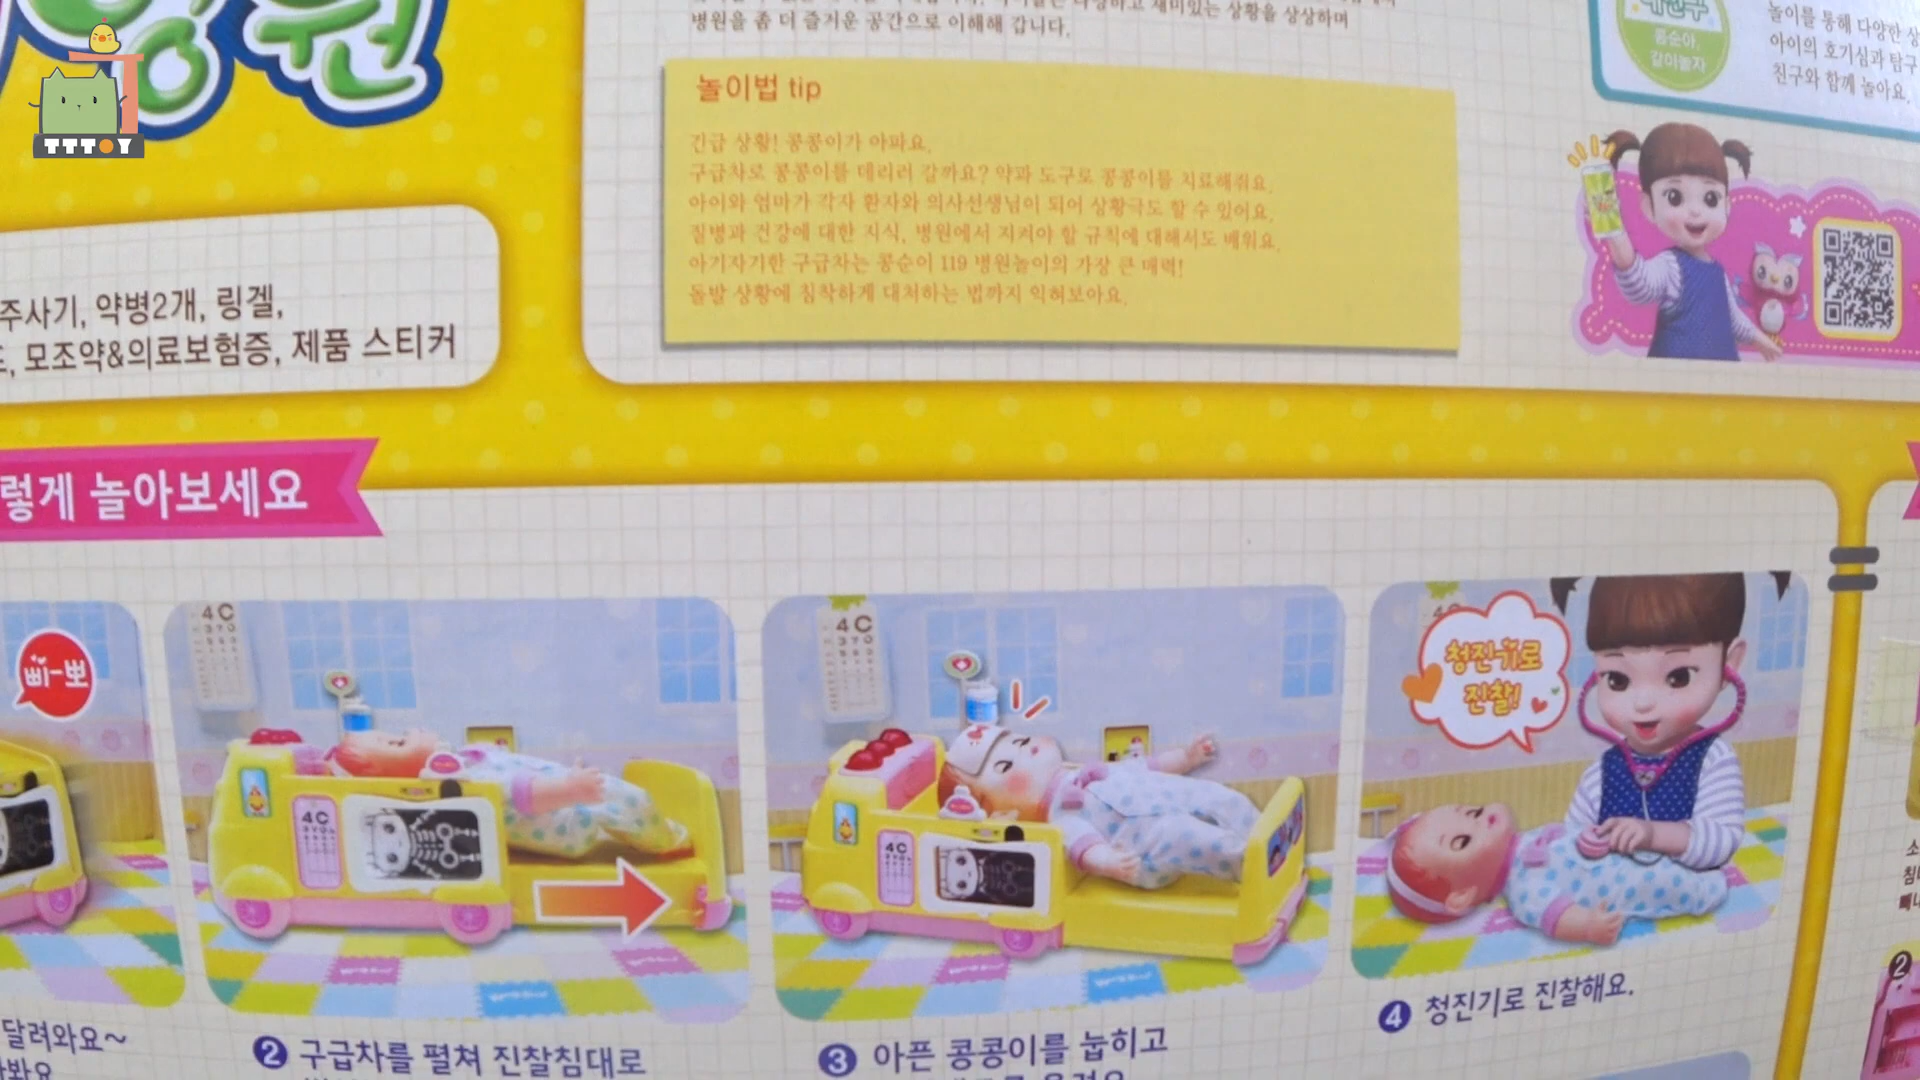 병원
TTTOY
병원을 좀 더 즐거운 공간으로 이해해 갑니다.
놀이법 tip
긴급 상황! 콩콩이가 아파요.
구급차로 콩콩이를 데리러 갈까요? 약과 도구로 콩콩이를 치료해줘요.
아이와 엄마가 각자 환자와 의사선생님이 되어 상황극도 할 수 있어요.
질병과 건강에 대한 지식, 병원에서 지켜야 할 규칙에 대해서도 배워요.
아기자기한 구급차는 콩순이 119 병원놀이의 가장 큰 매력!
돌발 상황에 침착하게 대처하는 법까지 익혀보아요.
콩순아,
같이놀자
놀이를 통해 다양한
아이의 호기심과 탐구
친구와 함께 놀아요.
주사기, 약병2개, 링겔,
모조약&의료보험증, 제품 스티커
렇게 놀아보세요
삐-뽀
4C
4C
4C
4C
청진기로
진찰!
달려와요~
2 구급차를 펼쳐 진찰침대로
3 아픈 콩콩이를 눕히고
4 청진기로 진찰해요.
2